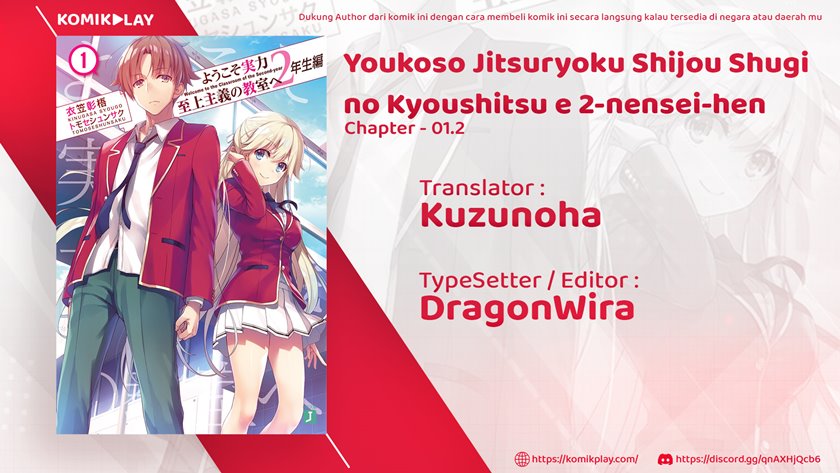 KOMIKPLAY
Dukung Author dari komik ini dengan cara membeli komik ini secara langsung kalau tersedia di negara atau daerah mu
1
ようこそ実力
Welcome to the Classroom of the Second-year
至上主義の教室へ2年生編
衣笠彰梧
KINUGASA SYOUGO
トモセシュンサク
TOMOSESHUNSAKU
J
Youkoso Jitsuryoku Shijou Shugi
no Kyoushitsu e 2-nensei-hen
Chapter - 01.2
Translator :
Kuzunoha
TypeSetter / Editor :
DragonWira
https://komikplay.com/
https://discord.gg/qnAXHjQcb6